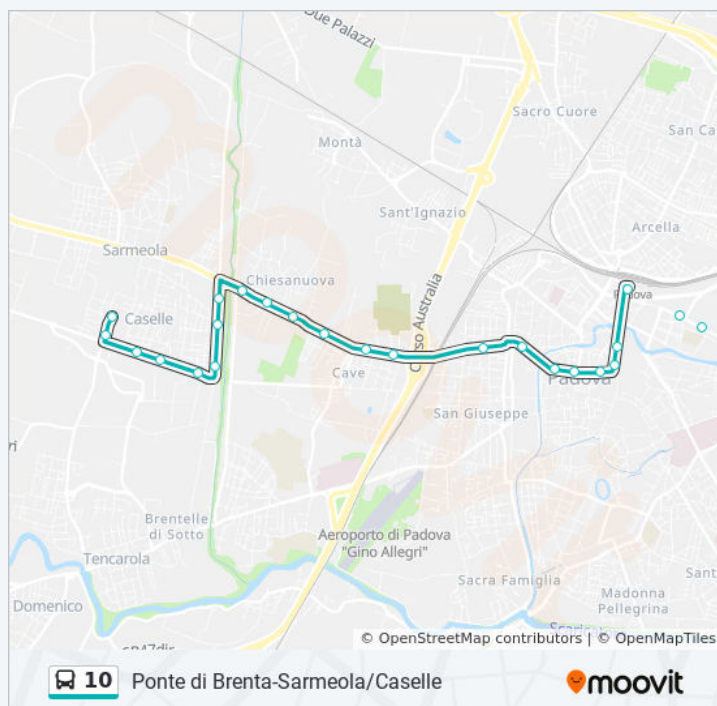 Due Palazzi
Sacro Cuore
San Ca
Montà
Sant'Ignazio
Arcella
Sarmeola
Chiesanuova
Corso Australia
Padova
Caselle
Cave
Padova
San Giuseppe
ri
Brentelle
di Sotto
Aeroporto di Padova
"Gino Allegri"
Tencarola
Sacra Famiglia
Sant
Domenico
Madonna
Pellegrina
© OpenStreetMap contributors | © OpenMapTiles
10 Ponte di Brenta-Sarmeola/Caselle
moovit